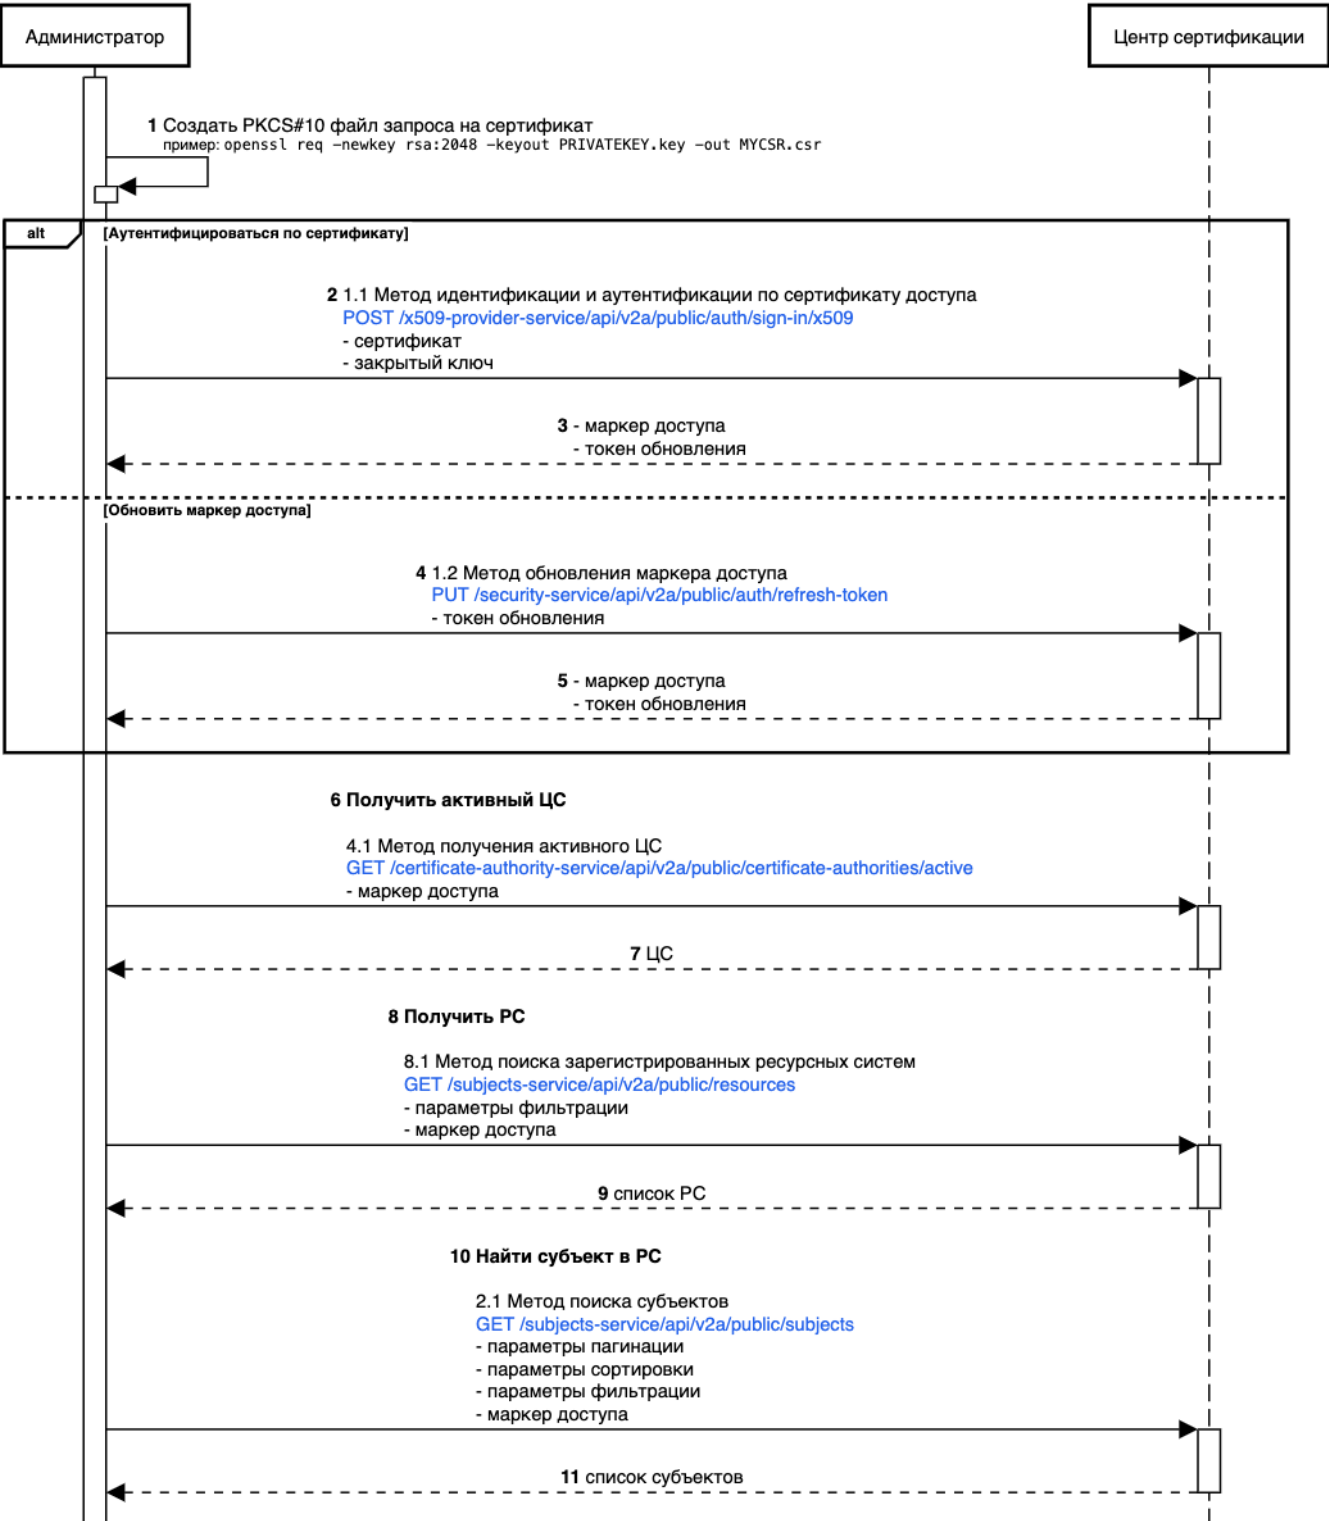 Администратор
Центр сертификации
1 Создать PKCS#10 файл запроса на сертификат
пример: openssl req –newkey rsa:2048 –keyout PRIVATEKEY.key –out MYCSR.csr
alt
[Аутентифицироваться по сертификату]
2 1.1 Метод идентификации и аутентификации по сертификату доступа
POST /x509-provider-service/api/v2a/public/auth/sign-in/x509
- сертификат
- закрытый ключ
3 - маркер доступа
- токен обновления
[Обновить маркер доступа]
4 1.2 Метод обновления маркера доступа
PUT /security-service/api/v2a/public/auth/refresh-token
- токен обновления
5 - маркер доступа
- токен обновления
6 Получить активный ЦС
4.1 Метод получения активного ЦС
GET /certificate-authority-service/api/v2a/public/certificate-authorities/active
- маркер доступа
7 ЦС
8 Получить РС
8.1 Метод поиска зарегистрированных ресурсных систем
GET /subjects-service/api/v2a/public/resources
- параметры фильтрации
- маркер доступа
9 список РС
10 Найти субъект в РС
2.1 Метод поиска субъектов
GET /subjects-service/api/v2a/public/subjects
- параметры пагинации
- параметры сортировки
- параметры фильтрации
- маркер доступа
11 список субъектов